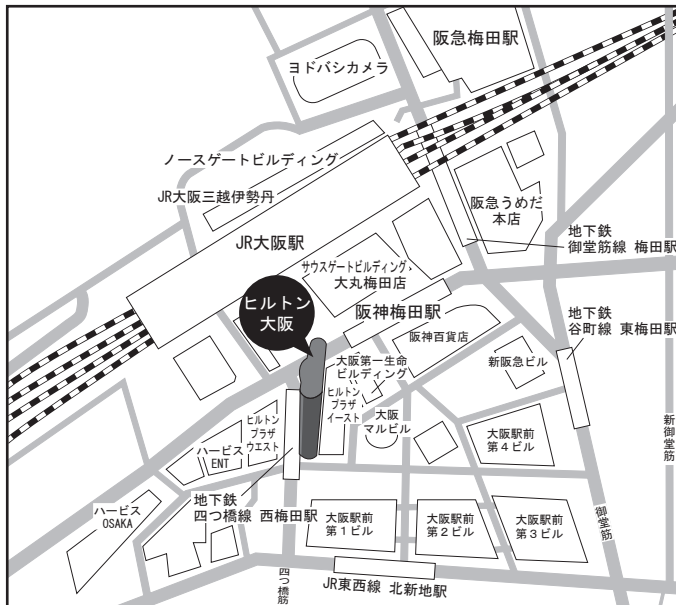 阪急梅田駅
ヨドバシカメラ
ノースゲートビルディング
JR大阪三越伊勢丹
阪急うめだ
本店
JR大阪駅
地下鉄
御堂筋線 梅田駅
サウスゲートビルディング
大丸梅田店
ヒルトン
大阪
阪神梅田駅
地下鉄
谷町線 東梅田駅
阪神百貨店
大阪第一生命
ビルディング
新阪急ビル
ヒルトン
プラザ
イースト
大阪
マルビル
ヒルトン
プラザ
ウエスト
ハービス
ENT
大阪駅前
第4ビル
新御堂筋
ハービス
OSAKA
地下鉄
四つ橋線 西梅田駅
大阪駅前
第1ビル
大阪駅前
第2ビル
大阪駅前
第3ビル
御堂筋
四つ橋筋
JR東西線 北新地駅